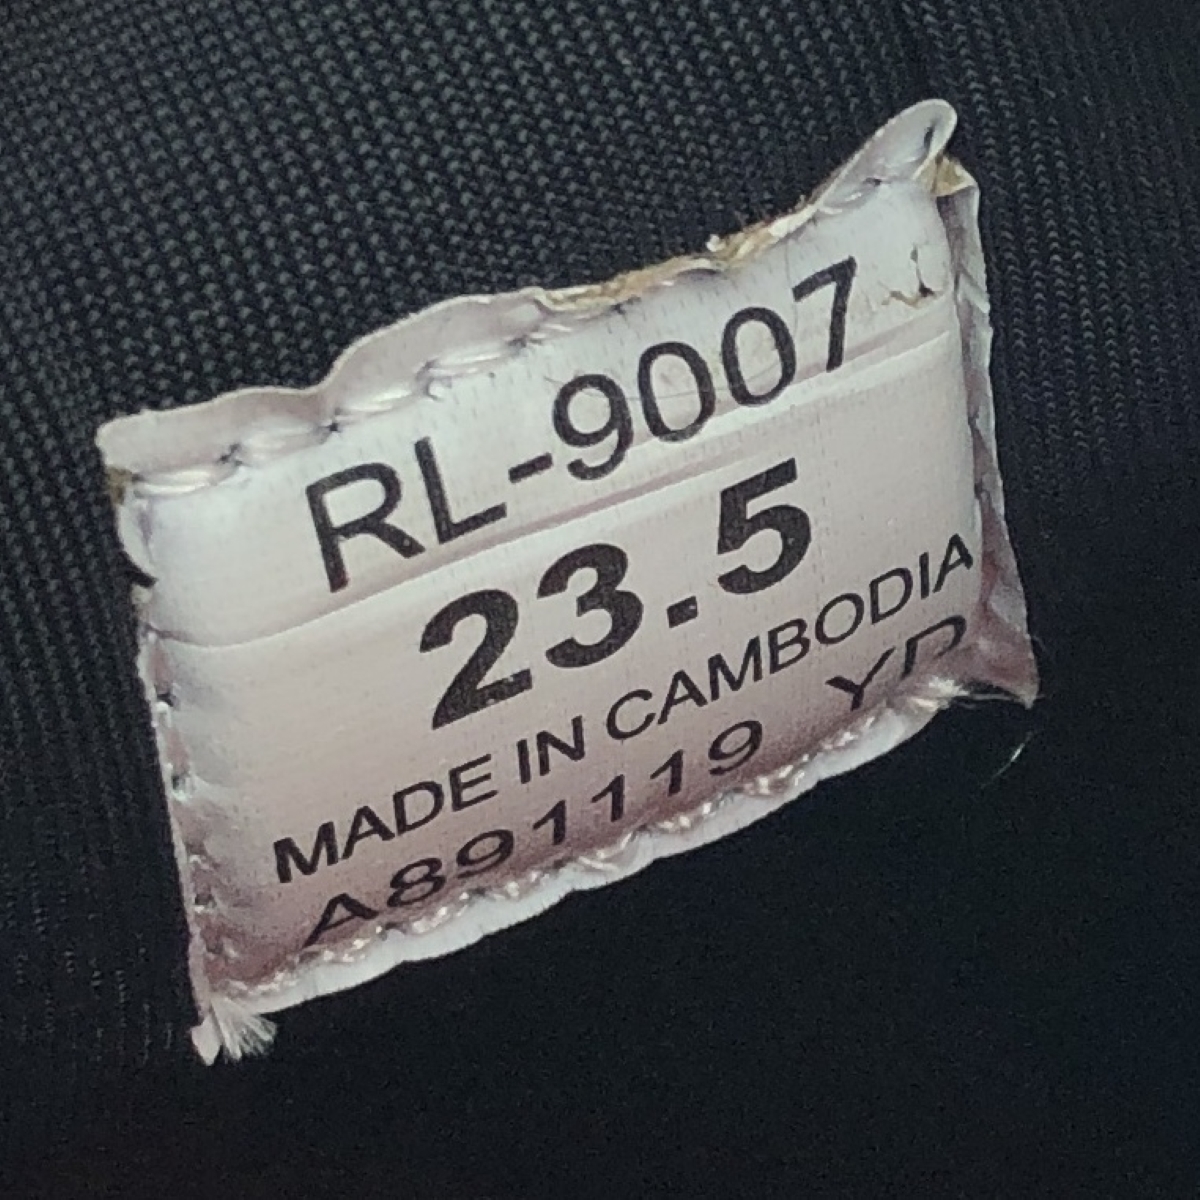 RL-9007
23.5
MADE IN CAMBODIA
A891119 YD